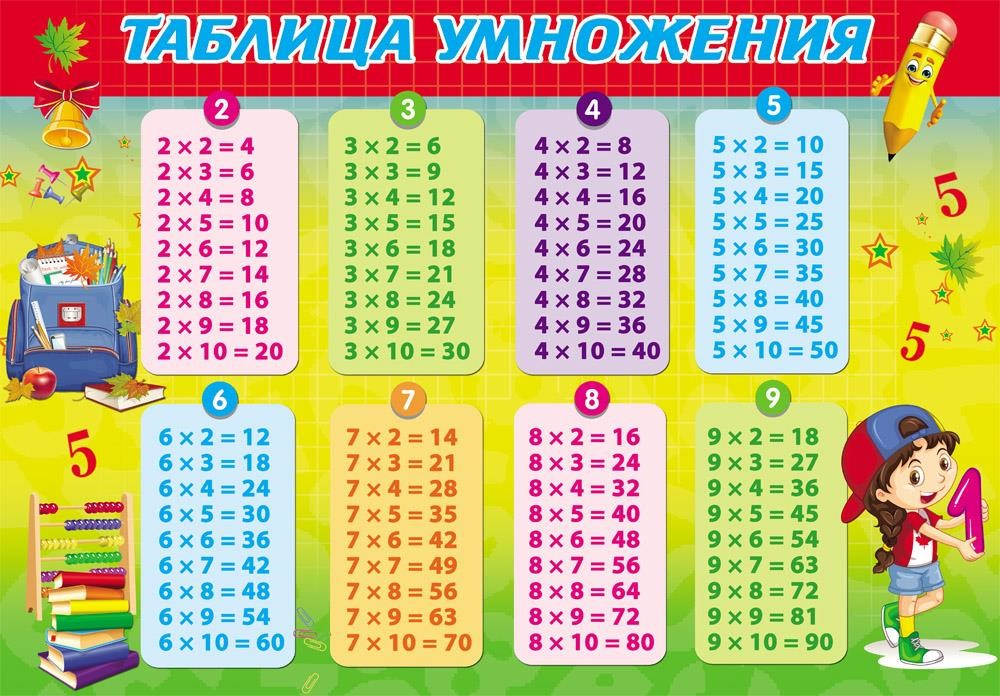 ТАБЛИЦА УМНОЖЕНИЯ
2
2 × 2 = 4
2 × 3 = 6
2 × 4 = 8
2 × 5 = 10
2 × 6 = 12
2 × 7 = 14
2 × 8 = 16
2 × 9 = 18
2 × 10 = 20
3
3 × 2 = 6
3 × 3 = 9
3 × 4 = 12
3 × 5 = 15
3 × 6 = 18
3 × 7 = 21
3 × 8 = 24
3 × 9 = 27
3 × 10 = 30
4
4 × 2 = 8
4 × 3 = 12
4 × 4 = 16
4 × 5 = 20
4 × 6 = 24
4 × 7 = 28
4 × 8 = 32
4 × 9 = 36
4 × 10 = 40
5
5 × 2 = 10
5 × 3 = 15
5 × 4 = 20
5 × 5 = 25
5 × 6 = 30
5 × 7 = 35
5 × 8 = 40
5 × 9 = 45
5 × 10 = 50
5
5
6
6 × 2 = 12
6 × 3 = 18
6 × 4 = 24
6 × 5 = 30
6 × 6 = 36
6 × 7 = 42
6 × 8 = 48
6 × 9 = 54
6 × 10 = 60
7
7 × 2 = 14
7 × 3 = 21
7 × 4 = 28
7 × 5 = 35
7 × 6 = 42
7 × 7 = 49
7 × 8 = 56
7 × 9 = 63
7 × 10 = 70
8
8 × 2 = 16
8 × 3 = 24
8 × 4 = 32
8 × 5 = 40
8 × 6 = 48
8 × 7 = 56
8 × 8 = 64
8 × 9 = 72
8 × 10 = 80
9
9 × 2 = 18
9 × 3 = 27
9 × 4 = 36
9 × 5 = 45
9 × 6 = 54
9 × 7 = 63
9 × 8 = 72
9 × 9 = 81
9 × 10 = 90
5
1